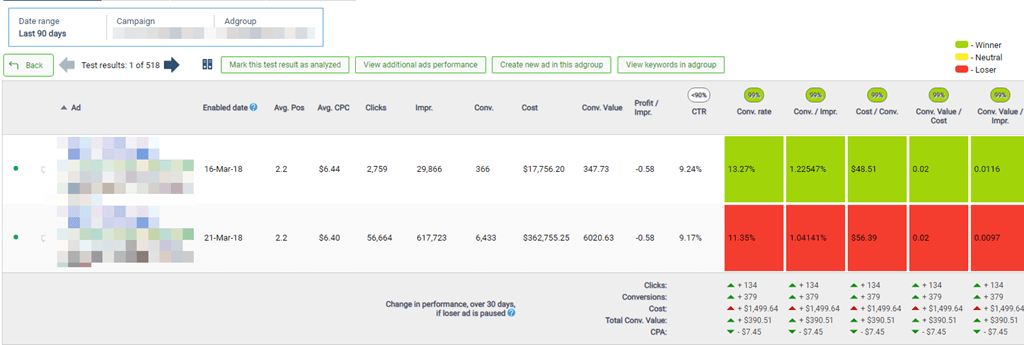 Date range Campaign Adgroup
Last 90 days
- Winner
- Neutral
- Loser
Back Test results: 1 of 518 Mark this test result as analyzed View additional ads performance Create new ad in this adgroup View keywords in adgroup
<90% 99% 99% 99% 99% 99%
Ad Enabled date Avg. Pos Avg. CPC Clicks Impr. Conv. Cost Conv. Value Profit / Impr. CTR Conv. rate Conv. / Impr. Cost / Conv. Conv. Value / Cost Conv. Value / Impr.
16-Mar-18 2.2 $6.44 2,759 29,866 366 $17,756.20 347.73 -0.58 9.24% 13.27% 1.22547% $48.51 0.02 0.0116
21-Mar-18 2.2 $6.40 56,664 617,723 6,433 $362,755.25 6020.63 -0.58 9.17% 11.35% 1.04141% $56.39 0.02 0.0097
Change in performance, over 30 days,
if loser ad is paused
Clicks: + 134 + 134 + 134 + 134 + 134
Conversions: + 379 + 379 + 379 + 379 + 379
Cost: + $1,499.64 + $1,499.64 + $1,499.64 + $1,499.64 + $1,499.64
Total Conv. Value: + $390.51 + $390.51 + $390.51 + $390.51 + $390.51
CPA: - $7.45 - $7.45 - $7.45 - $7.45 - $7.45